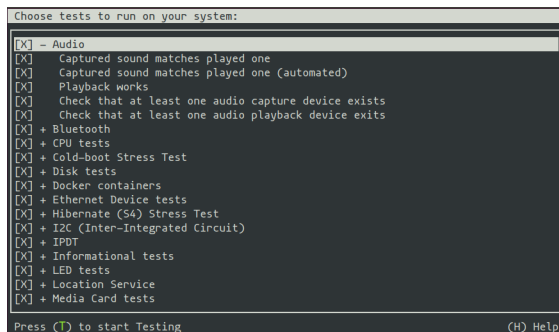 Choose tests to run on your system:
[X] - Audio
[X] Captured sound matches played one
[X] Captured sound matches played one (automated)
[X] Playback works
[X] Check that at least one audio capture device exists
[X] Check that at least one audio playback device exits
[X] + Bluetooth
[X] + CPU tests
[X] + Cold-boot Stress Test
[X] + Disk tests
[X] + Docker containers
[X] + Ethernet Device tests
[X] + Hibernate (S4) Stress Test
[X] + I2C (Inter-Integrated Circuit)
[X] + IPDT
[X] + Informational tests
[X] + LED tests
[X] + Location Service
[X] + Media Card tests
Press (T) to start Testing (H) Help